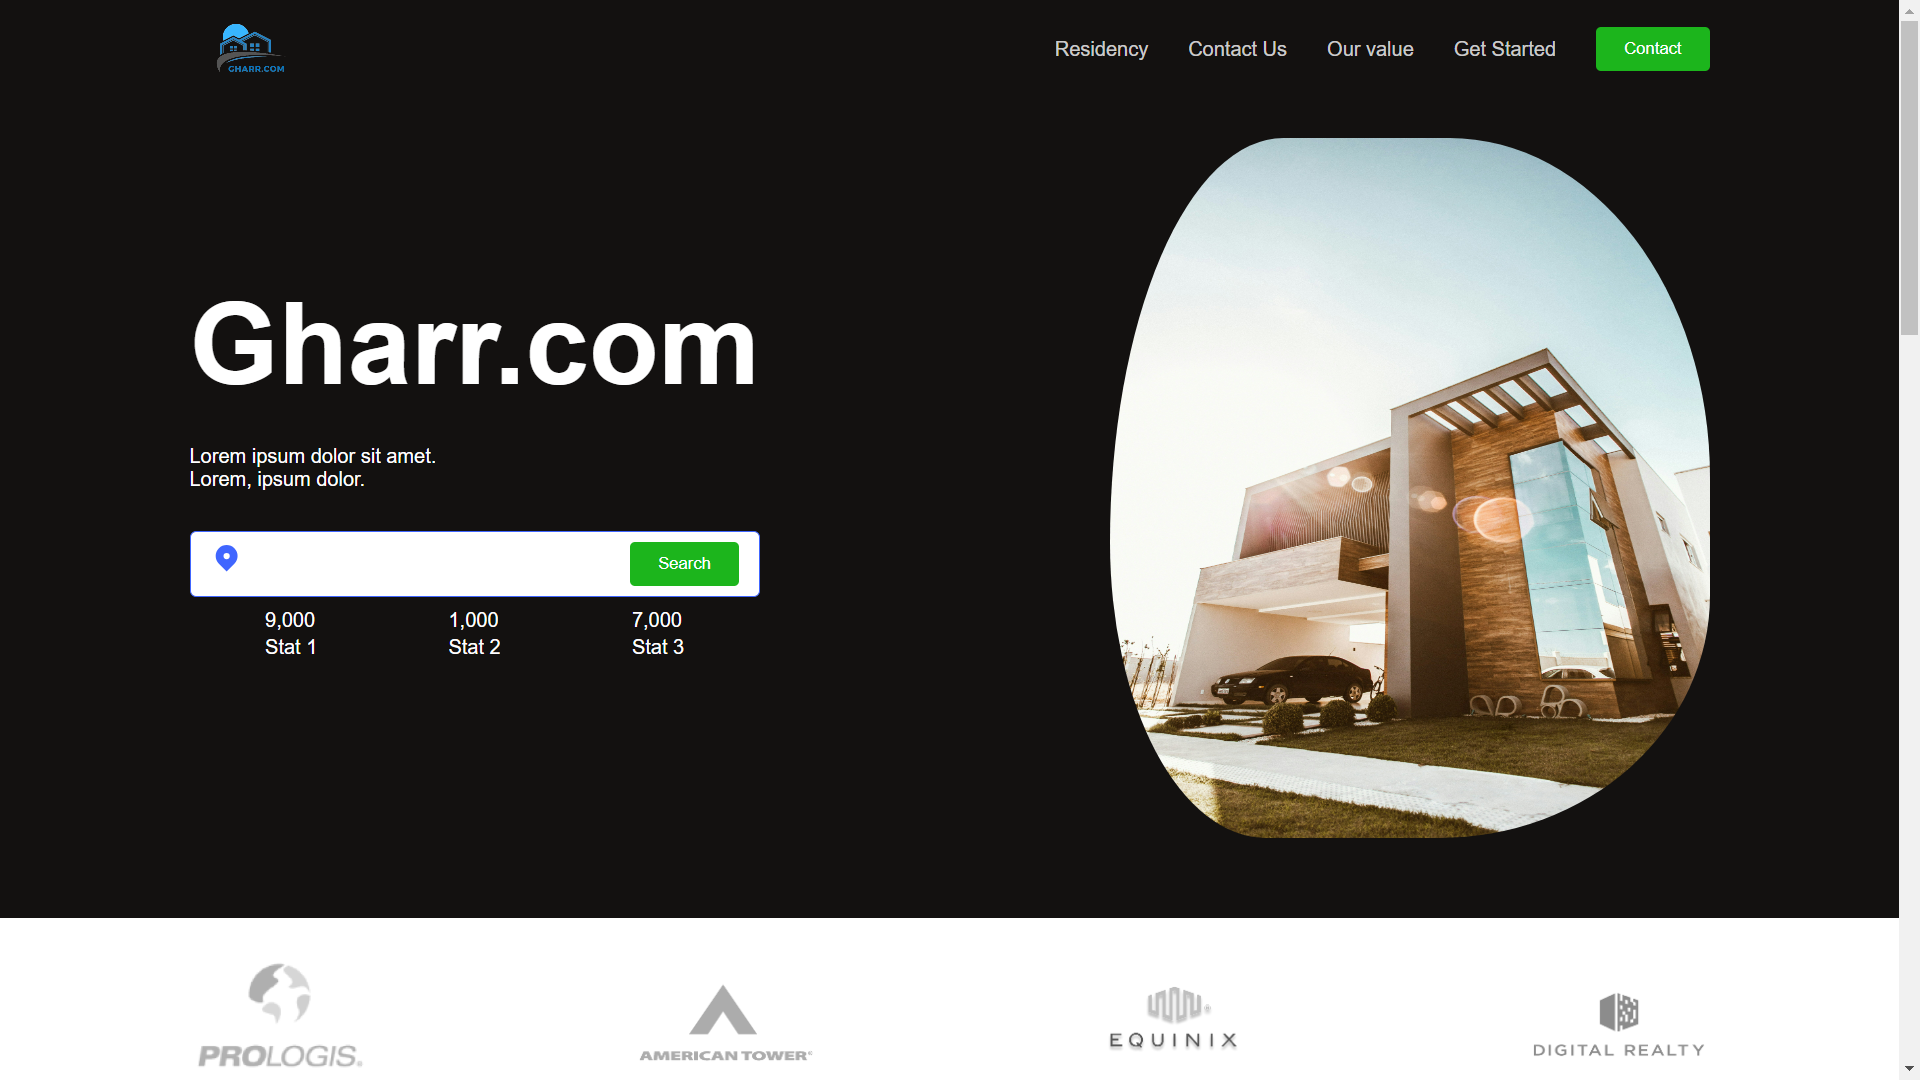 GHARR.COM
Residency
Contact Us
Our value
Get Started
Contact
Gharr.com
Lorem ipsum dolor sit amet.
Lorem, ipsum dolor.
Search
9,000
Stat 1
1,000
Stat 2
7,000
Stat 3
PROLOGIS.
AMERICAN TOWER®
EQUINIX
DIGITAL REALTY